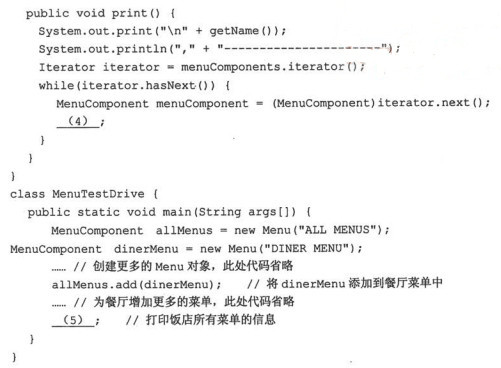 public void print() {
System.out.print("\n" + getName());
System.out.println("," + "----------------------");
Iterator iterator = menuComponents.iterator();
while(iterator.hasNext()) {
MenuComponent menuComponent = (MenuComponent)iterator.next();
(4) ;
}
}
}
class MenuTestDrive {
public static void main(String args[]) {
MenuComponent allMenus = new Menu("ALL MENUS");
MenuComponent dinerMenu = new Menu("DINER MENU");
…… // 创建更多的 Menu 对象，此处代码省略
allMenus.add(dinerMenu); // 将 dinerMenu 添加到餐厅菜单中
…… // 为餐厅增加更多的菜单，此处代码省略
(5) ; // 打印饭店所有菜单的信息
}
}